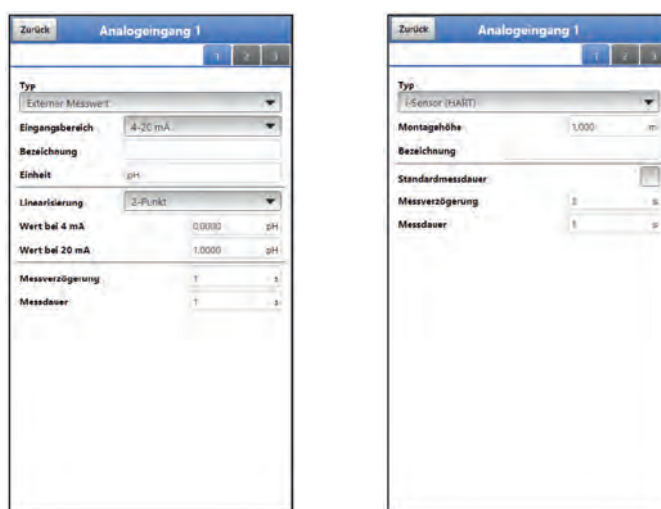 Zurück Analogeingang 1
1 2 3
Typ
Externer Messwert
Eingangsbereich 4-20 mA
Bezeichnung
Einheit pH
Linearisierung 2-Punkt
Wert bei 4 mA 0,0000 pH
Wert bei 20 mA 1,0000 pH
Messverzögerung 1 s
Messdauer 1 s
Zurück Analogeingang 1
1 2 3
Typ
i-Sensor (HART)
Montagehöhe 1,000 m
Bezeichnung
Standardmessdauer
Messverzögerung s
Messdauer s